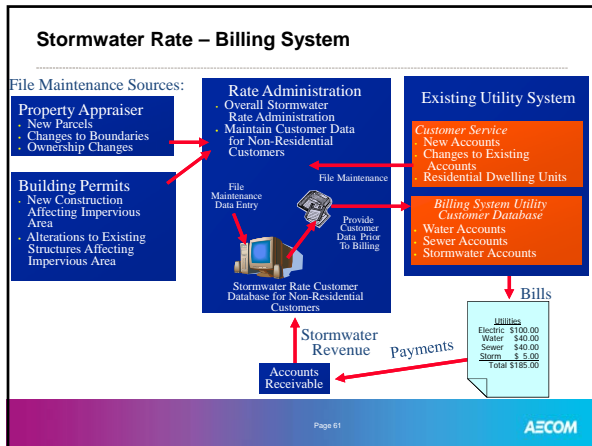 Stormwater Rate – Billing System
File Maintenance Sources:
Property Appraiser
New Parcels
Changes to Boundaries
Ownership Changes
Building Permits
New Construction
Affecting Impervious
Area
Alterations to Existing
Structures Affecting
Impervious Area
Rate Administration
Overall Stormwater
Rate Administration
Maintain Customer Data
for Non-Residential
Customers
File
Maintenance
Data Entry
File Maintenance
Provide
Customer
Data Prior
To Billing
Stormwater Rate Customer
Database for Non-Residential
Customers
Existing Utility System
Customer Service
New Accounts
Changes to Existing
Accounts
Residential Dwelling Units
Billing System Utility
Customer Database
Water Accounts
Sewer Accounts
Stormwater Accounts
Bills
Utilities
Electric $100.00
Water $40.00
Sewer $40.00
Storm $ 5.00
Total $185.00
Payments
Stormwater
Revenue
Accounts
Receivable
Page 61
AECOM